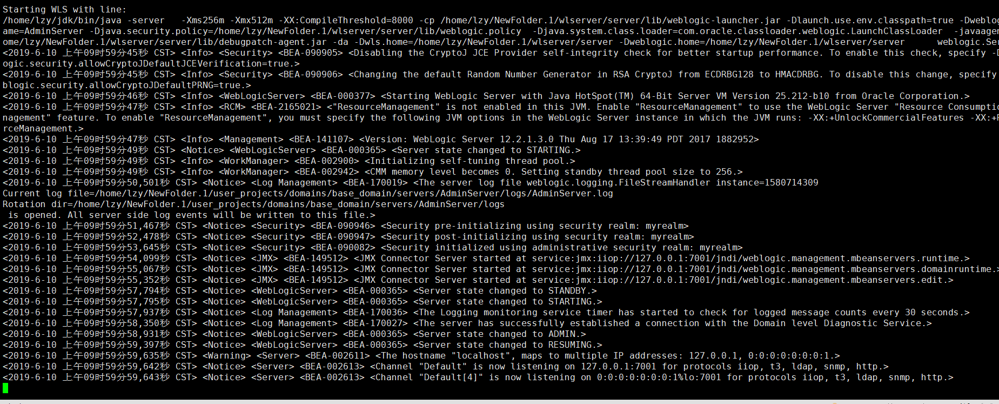 Starting WLS with line:
/home/lzy/jdk/bin/java -server   -Xms256m -Xmx512m -XX:CompileThreshold=8000 -cp /home/lzy/NewFolder.1/wlserver/server/lib/weblogic-launcher.jar -Dlaunch.use.env.classpath=true -Dweblog
ame=AdminServer -Djava.security.policy=/home/lzy/NewFolder.1/wlserver/server/lib/weblogic.policy  -Djava.system.class.loader=com.oracle.classloader.weblogic.LaunchClassLoader  -javaagen
ome/lzy/NewFolder.1/wlserver/server/lib/debugpatch-agent.jar -da -Dwls.home=/home/lzy/NewFolder.1/wlserver/server -Dweblogic.home=/home/lzy/NewFolder.1/wlserver/server      weblogic.Ser
<2019-6-10 上午09时59分45秒 CST> <Info> <Security> <BEA-090905> <Disabling the CryptoJ JCE Provider self-integrity check for better startup performance. To enable this check, specify -D
ogic.security.allowCryptoJDefaultJCEVerification=true.>
<2019-6-10 上午09时59分45秒 CST> <Info> <Security> <BEA-090906> <Changing the default Random Number Generator in RSA CryptoJ from ECDRBG128 to HMACDRBG. To disable this change, specify
blogic.security.allowCryptoJDefaultPRNG=true.>
<2019-6-10 上午09时59分46秒 CST> <Info> <WebLogicServer> <BEA-000377> <Starting WebLogic Server with Java HotSpot(TM) 64-Bit Server VM Version 25.212-b10 from Oracle Corporation.>
<2019-6-10 上午09时59分47秒 CST> <Info> <RCM> <BEA-2165021> <"ResourceManagement" is not enabled in this JVM. Enable "ResourceManagement" to use the WebLogic Server "Resource Consumptio
nagement" feature. To enable "ResourceManagement", you must specify the following JVM options in the WebLogic Server instance in which the JVM runs: -XX:+UnlockCommercialFeatures -XX:+R
rceManagement.>
<2019-6-10 上午09时59分47秒 CST> <Info> <Management> <BEA-141107> <Version: WebLogic Server 12.2.1.3.0 Thu Aug 17 13:39:49 PDT 2017 1882952>
<2019-6-10 上午09时59分49秒 CST> <Notice> <WebLogicServer> <BEA-000365> <Server state changed to STARTING.>
<2019-6-10 上午09时59分49秒 CST> <Info> <WorkManager> <BEA-002900> <Initializing self-tuning thread pool.>
<2019-6-10 上午09时59分49秒 CST> <Info> <WorkManager> <BEA-002942> <CMM memory level becomes 0. Setting standby thread pool size to 256.>
<2019-6-10 上午09时59分50,501秒 CST> <Notice> <Log Management> <BEA-170019> <The server log file weblogic.logging.FileStreamHandler instance=1580714309
Current log file=/home/lzy/NewFolder.1/user_projects/domains/base_domain/servers/AdminServer/logs/AdminServer.log
Rotation dir=/home/lzy/NewFolder.1/user_projects/domains/base_domain/servers/AdminServer/logs
 is opened. All server side log events will be written to this file.>
<2019-6-10 上午09时59分51,467秒 CST> <Notice> <Security> <BEA-090946> <Security pre-initializing using security realm: myrealm>
<2019-6-10 上午09时59分52,478秒 CST> <Notice> <Security> <BEA-090947> <Security post-initializing using security realm: myrealm>
<2019-6-10 上午09时59分53,645秒 CST> <Notice> <Security> <BEA-090082> <Security initialized using administrative security realm: myrealm>
<2019-6-10 上午09时59分54,099秒 CST> <Notice> <JMX> <BEA-149512> <JMX Connector Server started at service:jmx:iiop://127.0.0.1:7001/jndi/weblogic.management.mbeanservers.runtime.>
<2019-6-10 上午09时59分55,067秒 CST> <Notice> <JMX> <BEA-149512> <JMX Connector Server started at service:jmx:iiop://127.0.0.1:7001/jndi/weblogic.management.mbeanservers.domainruntime.>
<2019-6-10 上午09时59分55,352秒 CST> <Notice> <JMX> <BEA-149512> <JMX Connector Server started at service:jmx:iiop://127.0.0.1:7001/jndi/weblogic.management.mbeanservers.edit.>
<2019-6-10 上午09时59分57,794秒 CST> <Notice> <WebLogicServer> <BEA-000365> <Server state changed to STANDBY.>
<2019-6-10 上午09时59分57,795秒 CST> <Notice> <WebLogicServer> <BEA-000365> <Server state changed to STARTING.>
<2019-6-10 上午09时59分57,937秒 CST> <Notice> <Log Management> <BEA-170036> <The Logging monitoring service timer has started to check for logged message counts every 30 seconds.>
<2019-6-10 上午09时59分58,350秒 CST> <Notice> <Log Management> <BEA-170027> <The server has successfully established a connection with the Domain level Diagnostic Service.>
<2019-6-10 上午09时59分58,931秒 CST> <Notice> <WebLogicServer> <BEA-000365> <Server state changed to ADMIN.>
<2019-6-10 上午09时59分59,397秒 CST> <Notice> <WebLogicServer> <BEA-000365> <Server state changed to RESUMING.>
<2019-6-10 上午09时59分59,635秒 CST> <Warning> <Server> <BEA-002611> <The hostname "localhost", maps to multiple IP addresses: 127.0.0.1, 0:0:0:0:0:0:0:1.>
<2019-6-10 上午09时59分59,642秒 CST> <Notice> <Server> <BEA-002613> <Channel "Default" is now listening on 127.0.0.1:7001 for protocols iiop, t3, ldap, snmp, http.>
<2019-6-10 上午09时59分59,643秒 CST> <Notice> <Server> <BEA-002613> <Channel "Default[4]" is now listening on 0:0:0:0:0:0:0:1%lo:7001 for protocols iiop, t3, ldap, snmp, http.>